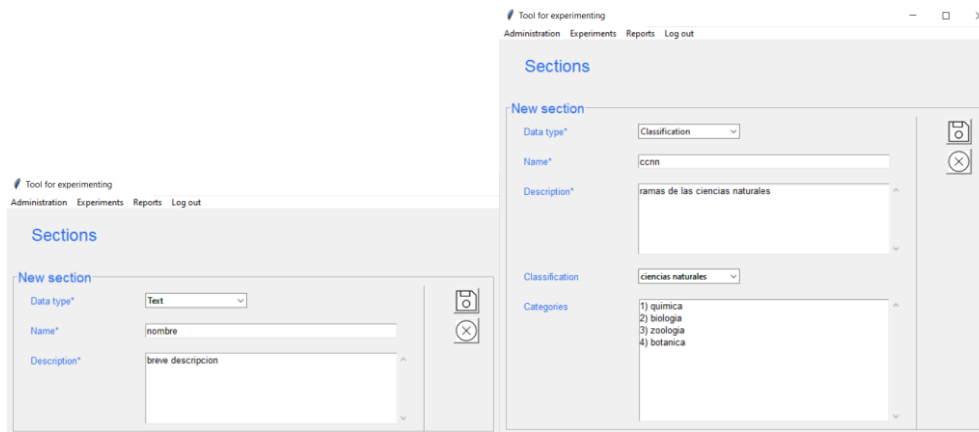 Tool for experimenting
Administration Experiments Reports Log out
Sections
New section
Data type* Text
Name* nombre
Description* breve descripcion
Tool for experimenting
Administration Experiments Reports Log out
Sections
New section
Data type* Classification
Name* ccnn
Description* ramas de las ciencias naturales
Classification ciencias naturales
Categories 1) quimica
2) biologia
3) zoologia
4) botanica